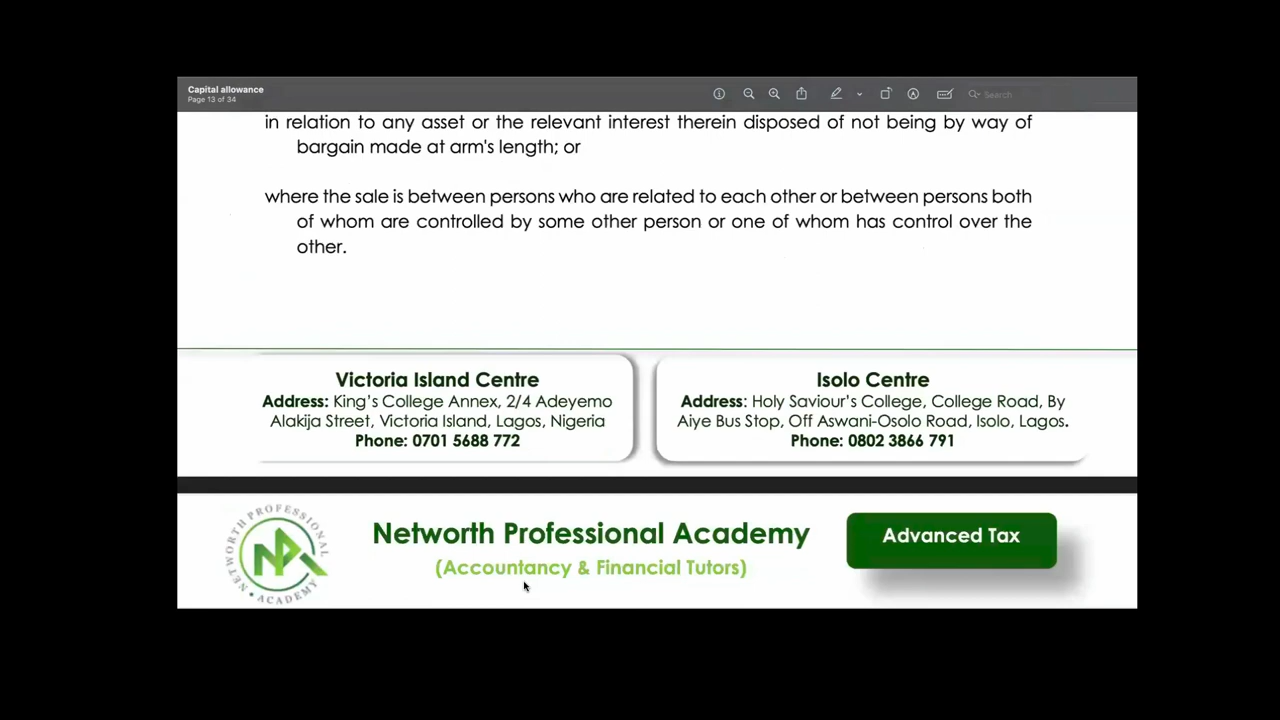 Capital allowance
Page 13 of 34
Search
in relation to any asset or the relevant interest therein disposed of not being by way of
bargain made at arm's length; or
where the sale is between persons who are related to each other or between persons both
of whom are controlled by some other person or one of whom has control over the
other.
Victoria Island Centre
Address: King's College Annex, 2/4 Adeyemo
Alakija Street, Victoria Island, Lagos, Nigeria
Phone: 0701 5688 772
Isolo Centre
Address: Holy Saviour's College, College Road, By
Aiye Bus Stop, Off Aswani-Osolo Road, Isolo, Lagos.
Phone: 0802 3866 791
NETWORTH PROFESSIONAL
ACADEMY
NPA
Networth Professional Academy
(Accountancy & Financial Tutors)
Advanced Tax